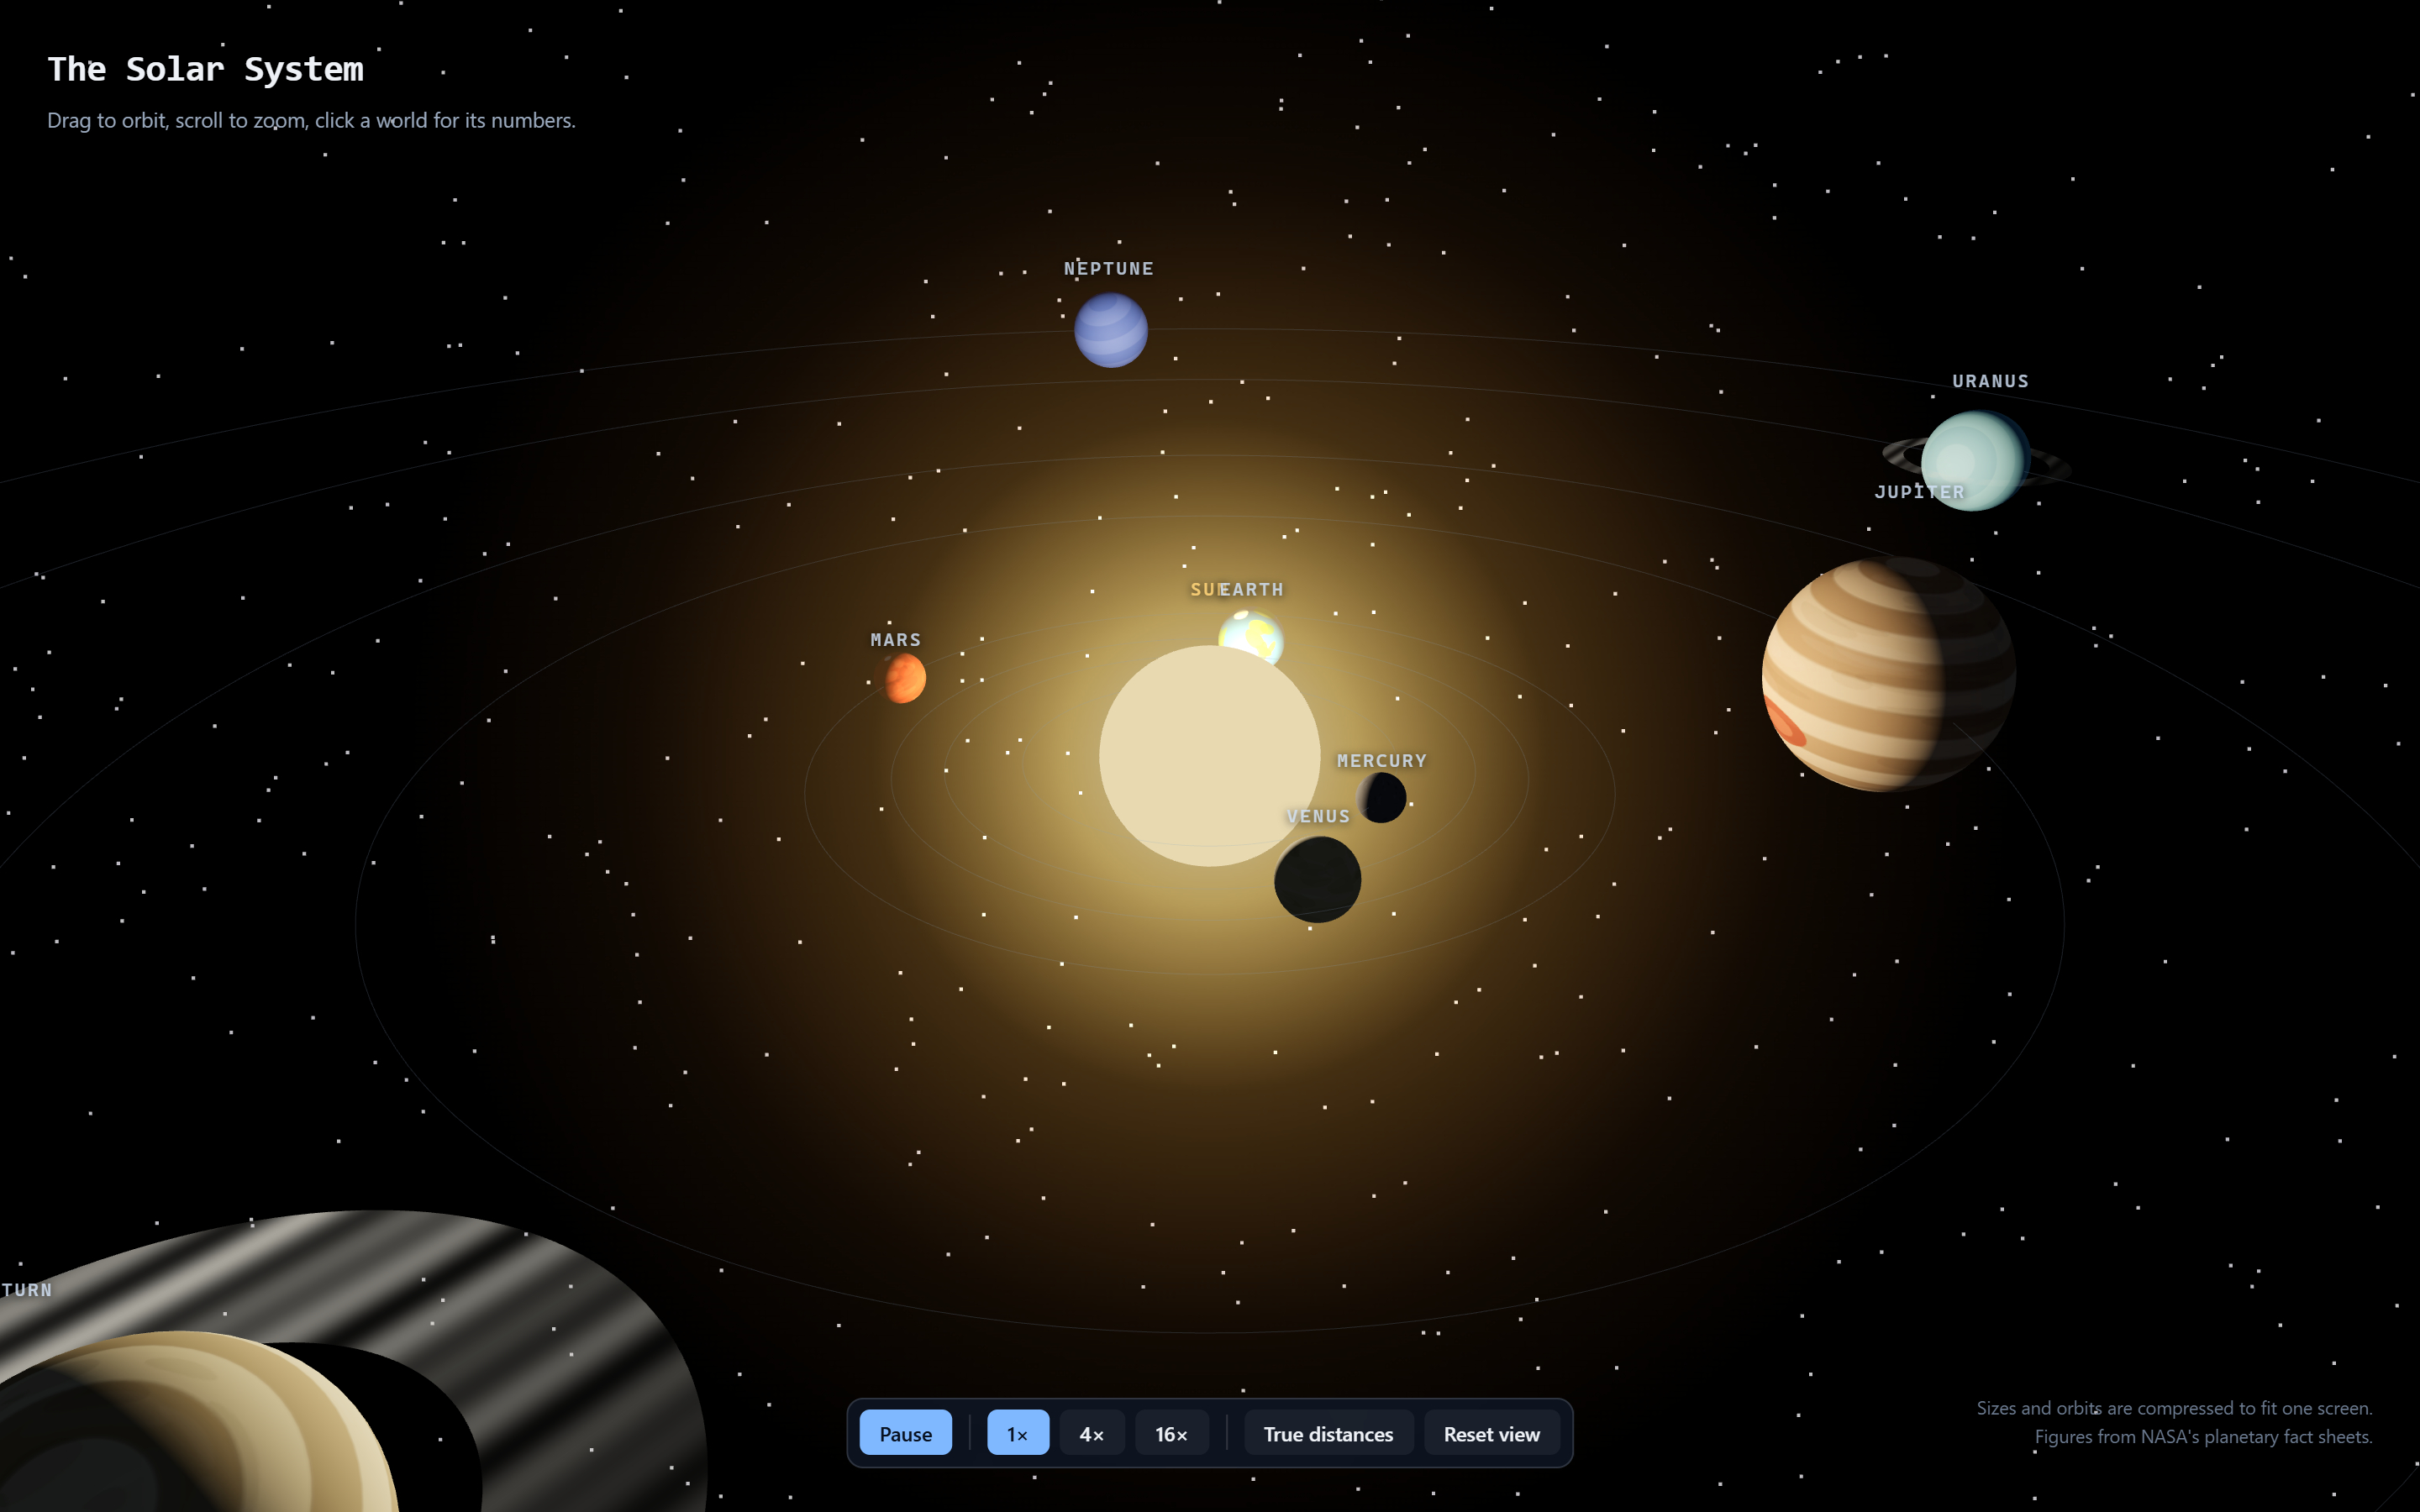 The Solar System
Drag to orbit, scroll to zoom, click a world for its numbers.
NEPTUNE
URANUS
JUPITER
SUN
EARTH
MARS
MERCURY
VENUS
TURN
Pause
1×
4×
16×
True distances
Reset view
Sizes and orbits are compressed to fit one screen.
Figures from NASA's planetary fact sheets.